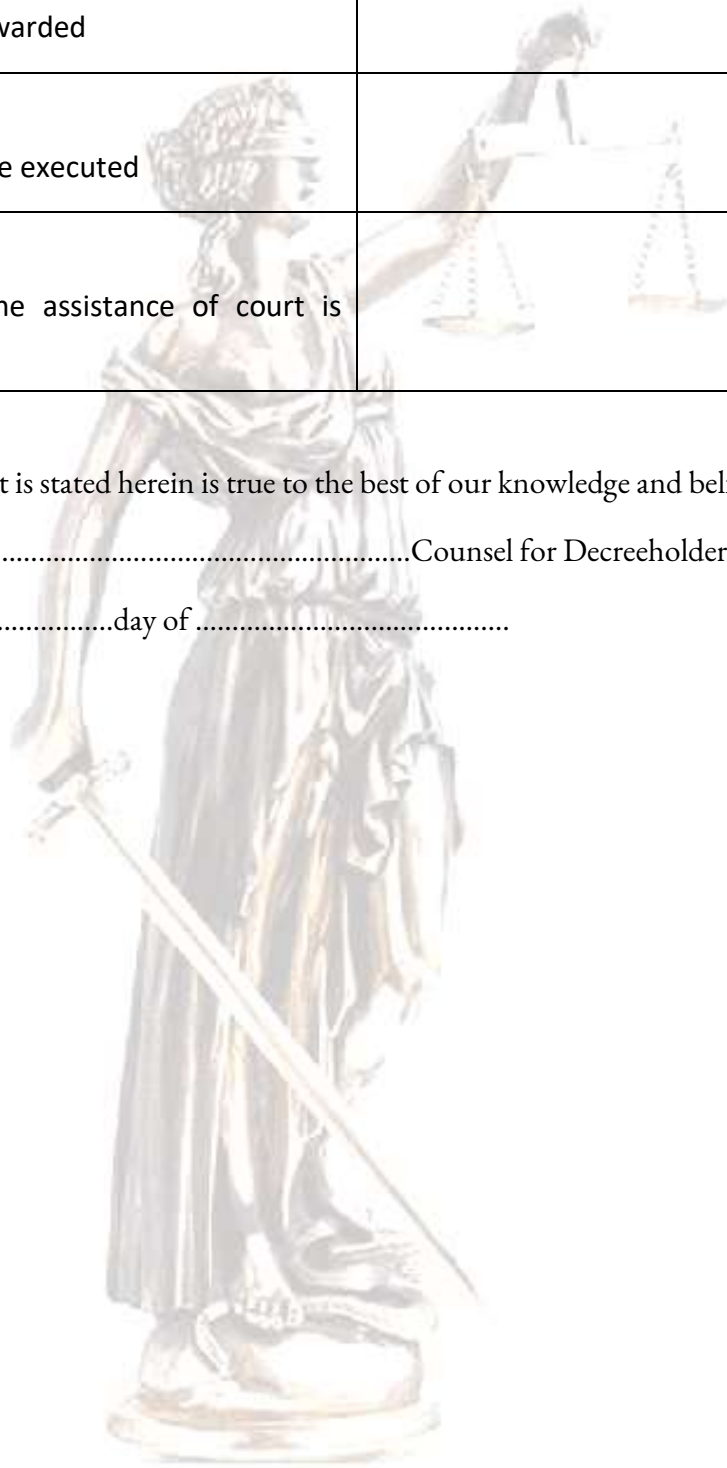 warded
e executed
he assistance of court is
t is stated herein is true to the best of our knowledge and bel
............................................................Counsel for Decreeholder
................day of ...........................................